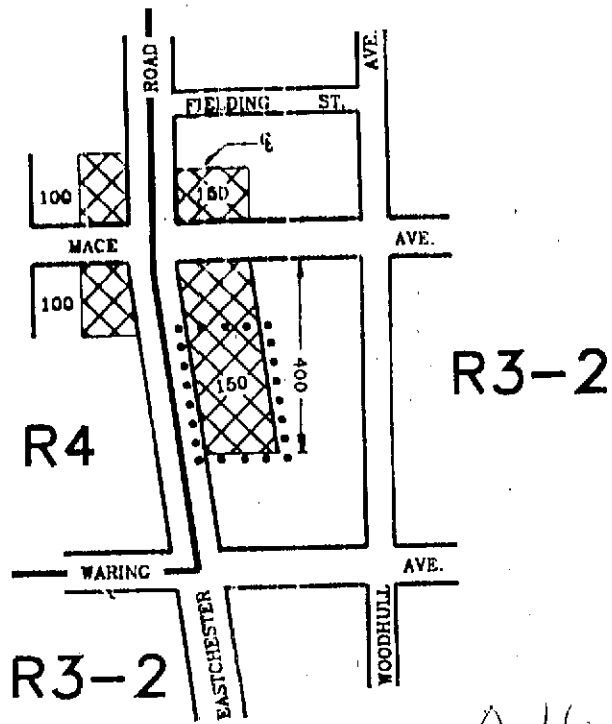 ROAD
AVE.
FIELDING ST.
℄
100
150
MACE
AVE.
100
150
400
R3-2
R4
WARING
AVE.
EASTCHESTER
WOODHULL
R3-2